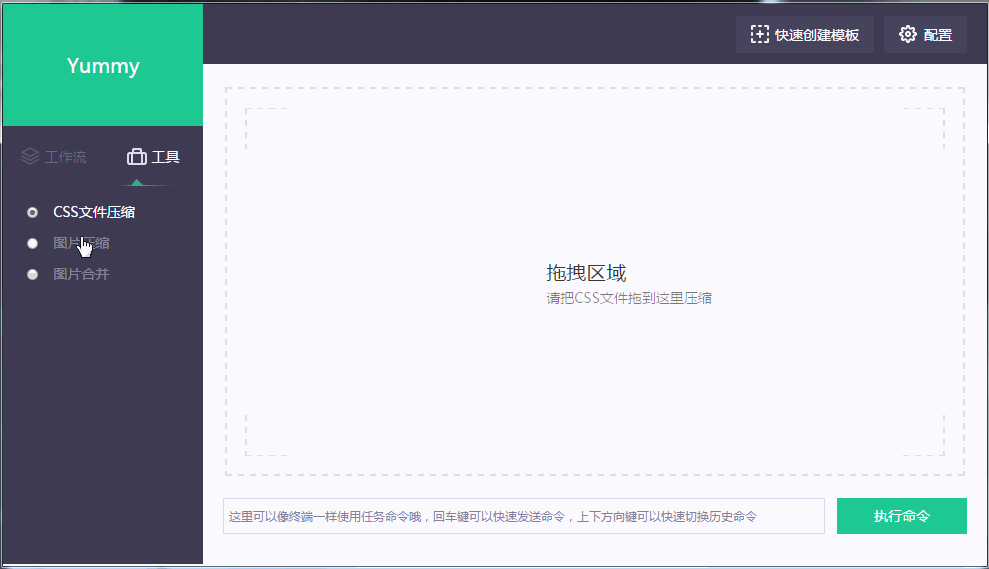 Yummy
快速创建模板
配置
工作流
工具
CSS文件压缩
图片压缩
图片合并
拖拽区域
请把CSS文件拖到这里压缩
这里可以像终端一样使用任务命令哦，回车键可以快速发送命令，上下方向键可以快速切换历史命令
执行命令